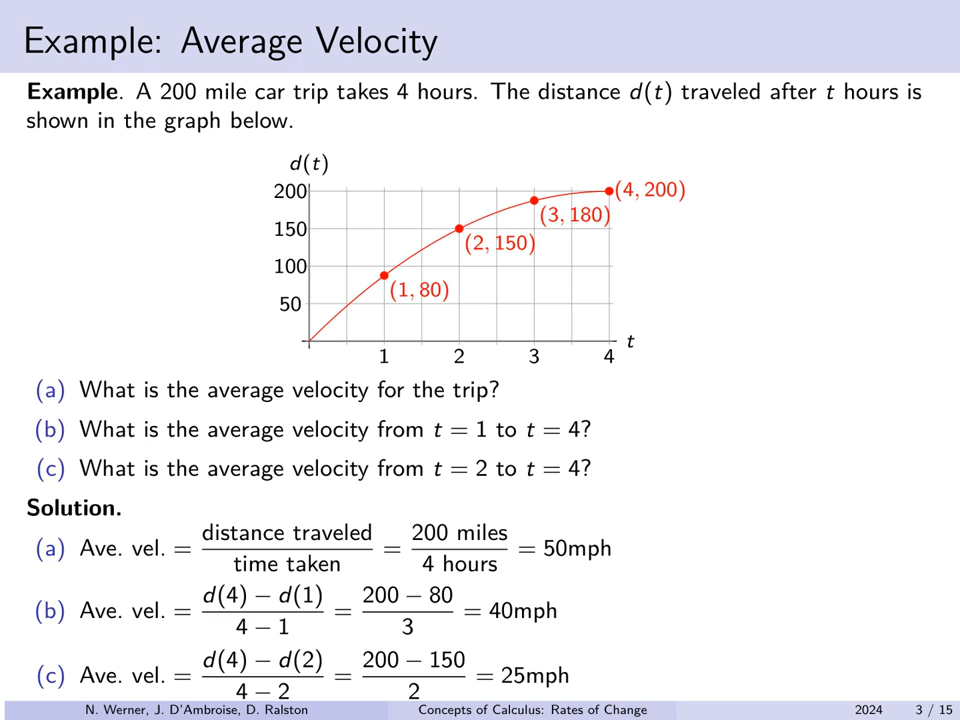 Example: Average Velocity
Example. A 200 mile car trip takes 4 hours. The distance d(t) traveled after t hours is
shown in the graph below.
d(t)
200
150
100
50
1
2
3
4
t
(1, 80)
(2, 150)
(3, 180)
(4, 200)
(a) What is the average velocity for the trip?
(b) What is the average velocity from t = 1 to t = 4?
(c) What is the average velocity from t = 2 to t = 4?
Solution.
(a) Ave. vel. = distance traveled / time taken = 200 miles / 4 hours = 50mph
(b) Ave. vel. = d(4) − d(1) / 4 − 1 = 200 − 80 / 3 = 40mph
(c) Ave. vel. = d(4) − d(2) / 4 − 2 = 200 − 150 / 2 = 25mph
N. Werner, J. D'Ambroise, D. Ralston Concepts of Calculus: Rates of Change 2024 3 / 15